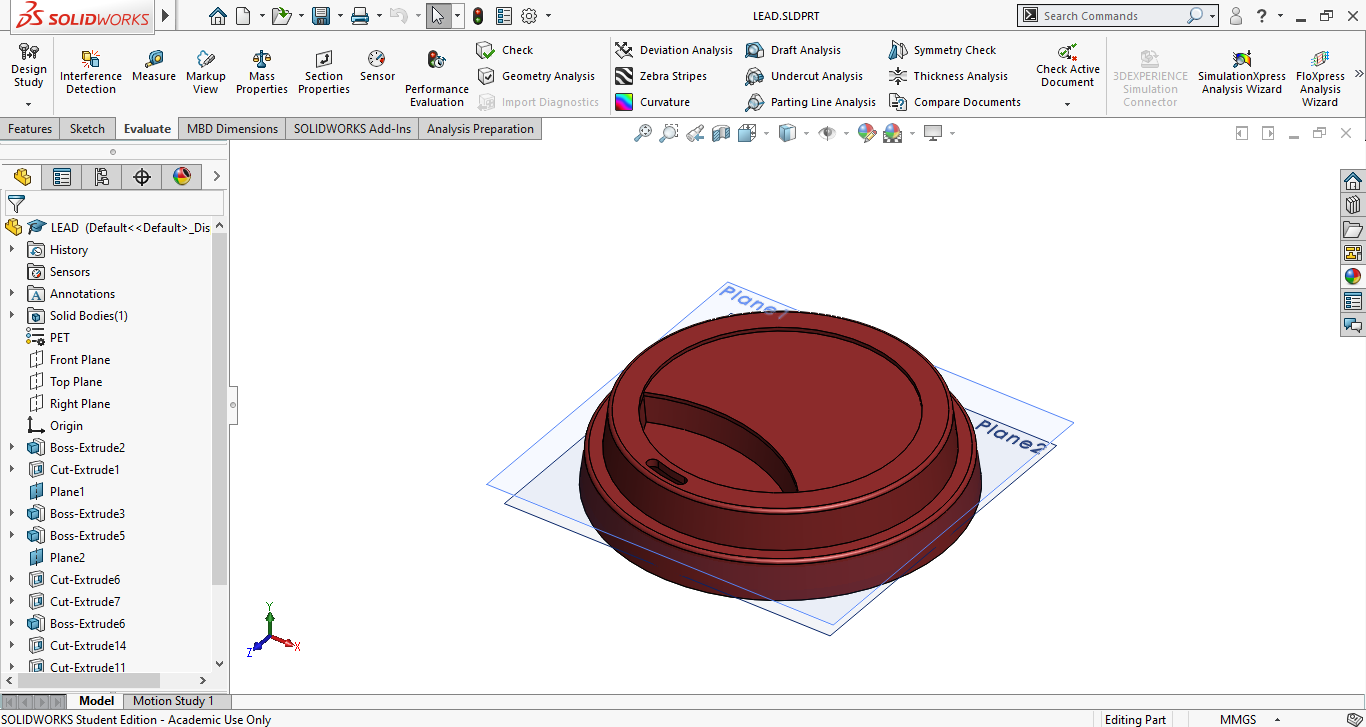 SOLIDWORKS
LEAD.SLDPRT
Search Commands
?
Design
Study
Interference
Detection
Measure
Markup
View
Mass
Properties
Section
Properties
Sensor
Performance
Evaluation
Check
Geometry Analysis
Import Diagnostics
Deviation Analysis
Zebra Stripes
Curvature
Draft Analysis
Undercut Analysis
Parting Line Analysis
Symmetry Check
Thickness Analysis
Compare Documents
Check Active
Document
3DEXPERIENCE
Simulation
Connector
SimulationXpress
Analysis Wizard
FloXpress
Analysis
Wizard
Features
Sketch
Evaluate
MBD Dimensions
SOLIDWORKS Add-Ins
Analysis Preparation
LEAD (Default<<Default>_Dis
History
Sensors
Annotations
Solid Bodies(1)
PET
Front Plane
Top Plane
Right Plane
Origin
Boss-Extrude2
Cut-Extrude1
Plane1
Boss-Extrude3
Boss-Extrude5
Plane2
Cut-Extrude6
Cut-Extrude7
Boss-Extrude6
Cut-Extrude14
Cut-Extrude11
Plane1
Plane2
Y
X
Z
Model
Motion Study 1
SOLIDWORKS Student Edition - Academic Use Only
Editing Part
MMGS